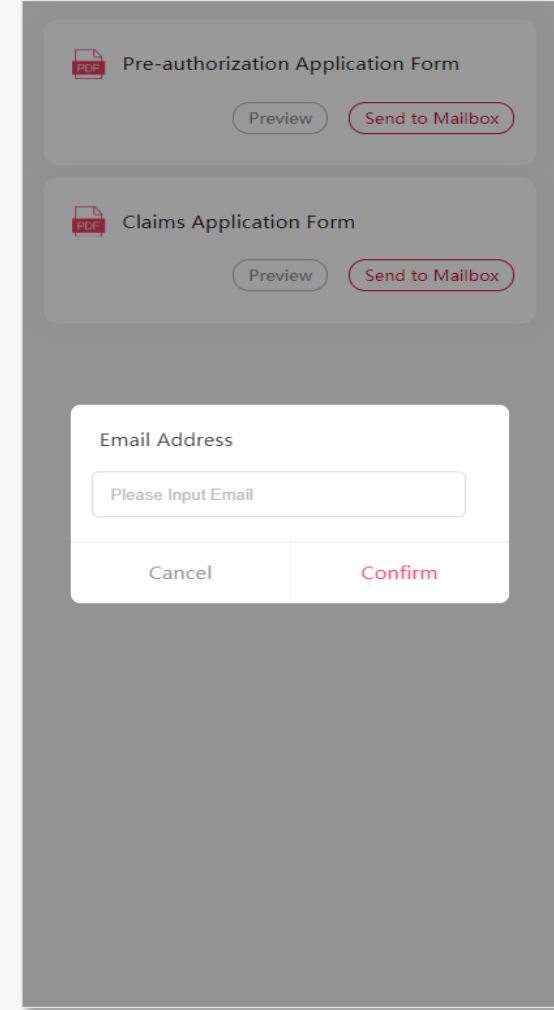 PDF Pre-authorization Application Form
Preview Send to Mailbox
PDF Claims Application Form
Preview Send to Mailbox
Email Address
Please Input Email
Cancel Confirm